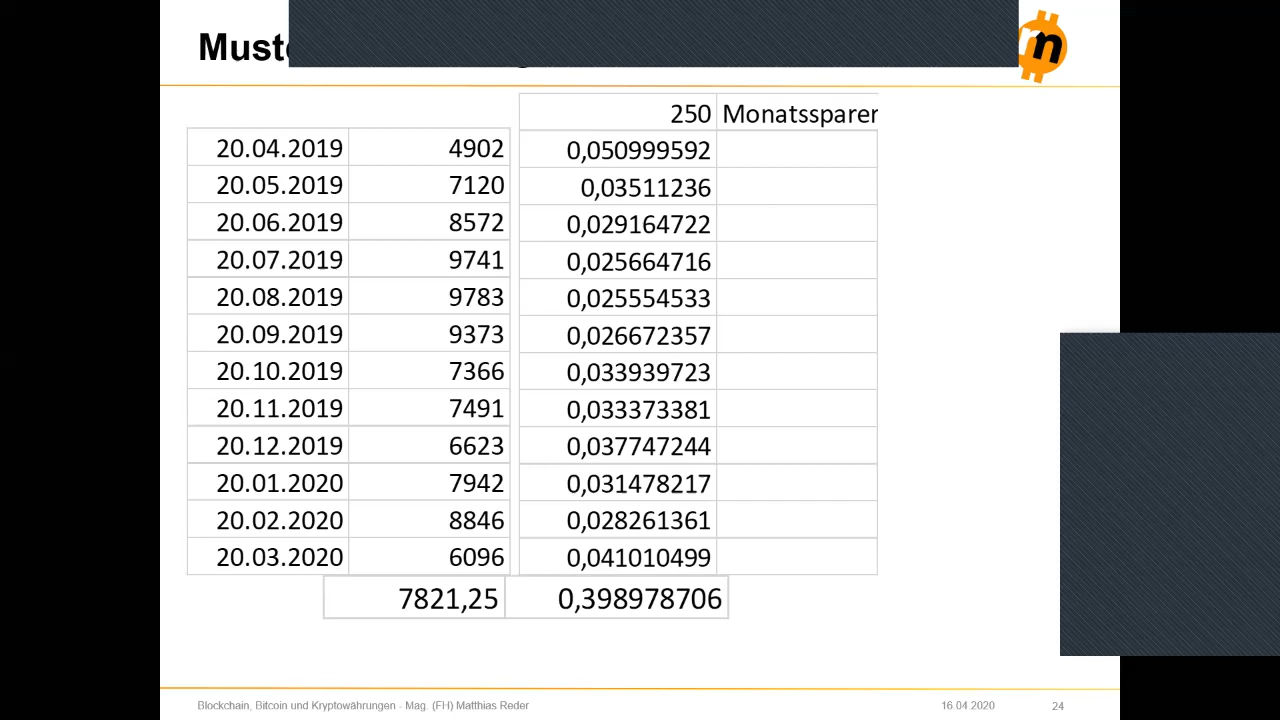 250 Monatssparer
20.04.2019 4902 0,050999592
20.05.2019 7120 0,03511236
20.06.2019 8572 0,029164722
20.07.2019 9741 0,025664716
20.08.2019 9783 0,025554533
20.09.2019 9373 0,026672357
20.10.2019 7366 0,033939723
20.11.2019 7491 0,033373381
20.12.2019 6623 0,037747244
20.01.2020 7942 0,031478217
20.02.2020 8846 0,028261361
20.03.2020 6096 0,041010499
7821,25 0,398978706
Blockchain, Bitcoin und Kryptowährungen - Mag. (FH) Matthias Reder 16.04.2020 24